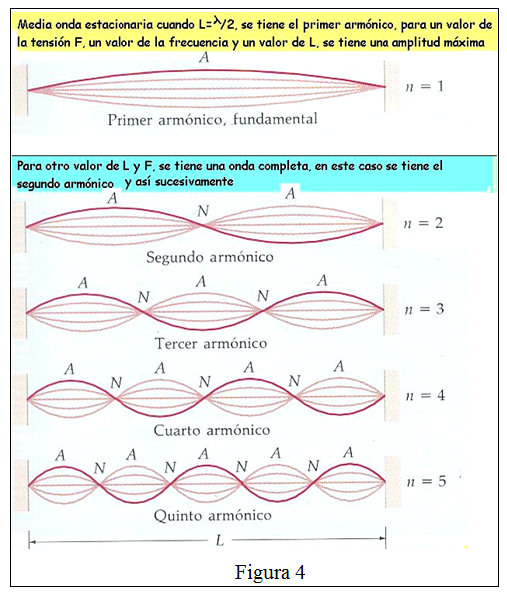 Media onda estacionaria cuando L=λ/2, se tiene el primer armónico, para un valor de
la tensión F, un valor de la frecuencia y un valor de L, se tiene una amplitud máxima
A
n = 1
Primer armónico, fundamental
Para otro valor de L y F, se tiene una onda completa, en este caso se tiene el
segundo armónico y así sucesivamente
A N A
n = 2
Segundo armónico
A N A N A
n = 3
Tercer armónico
A N A N A N A
n = 4
Cuarto armónico
A N A N A N A N A
n = 5
Quinto armónico
L
Figura 4